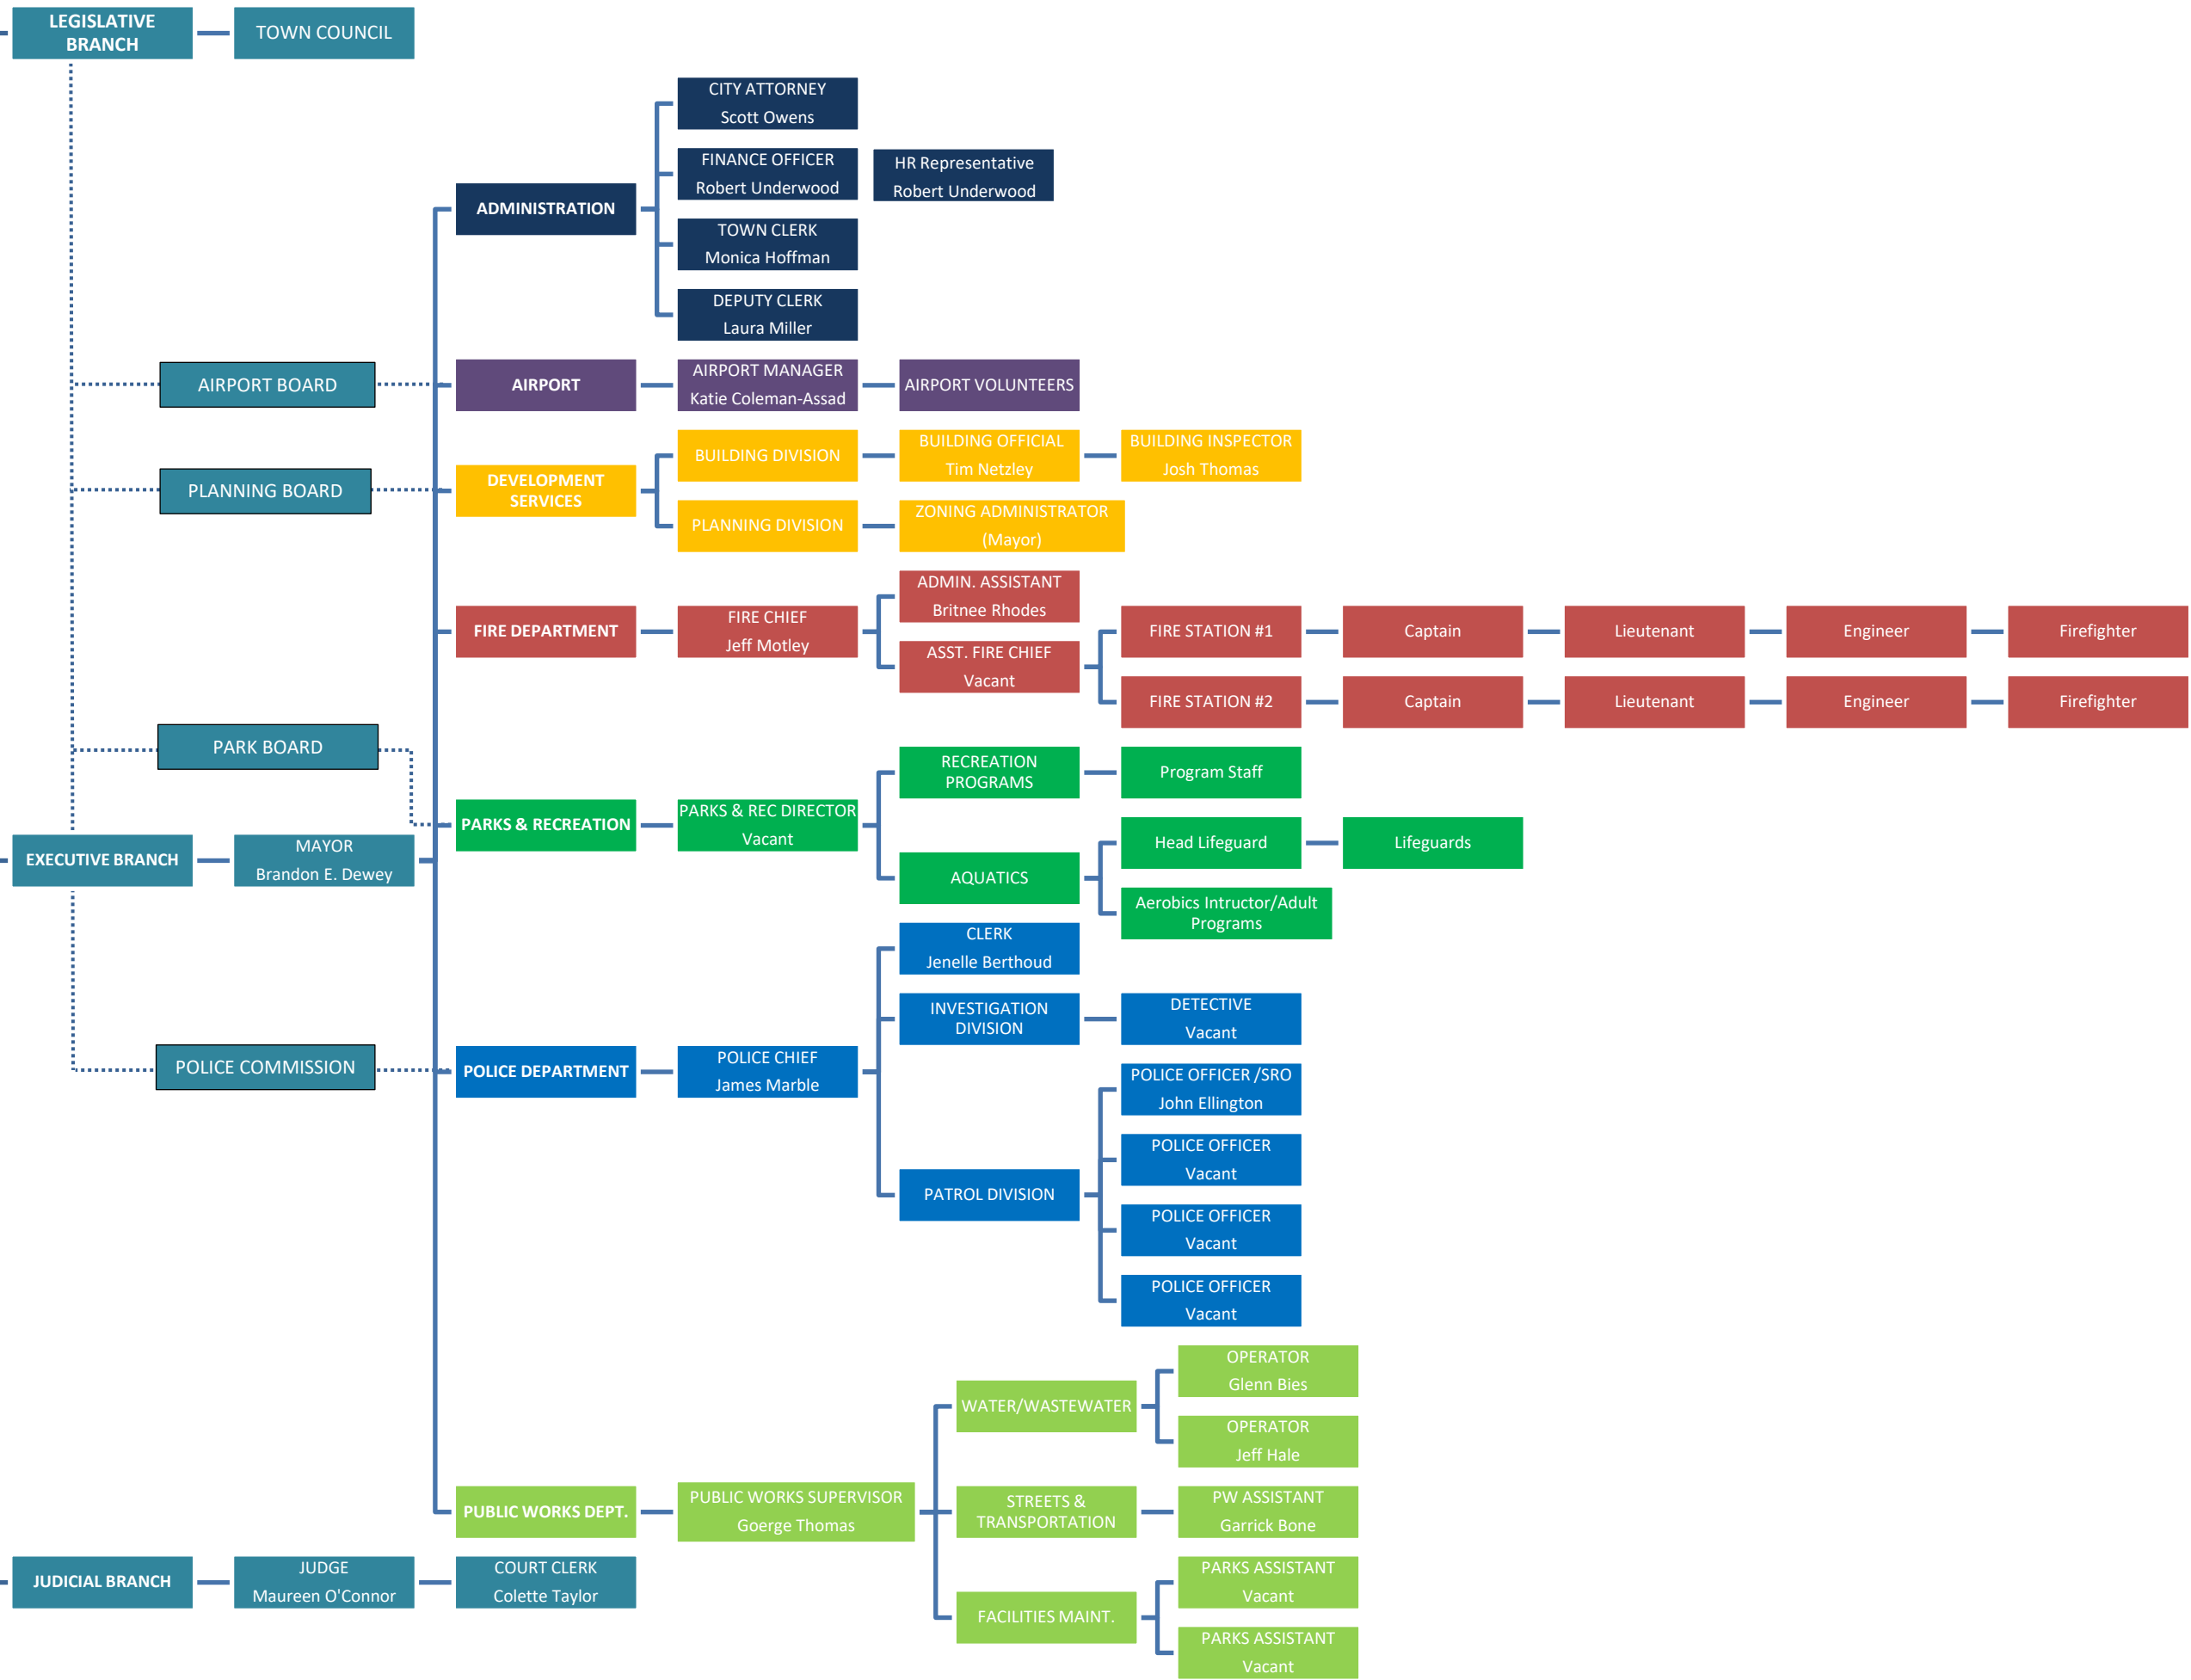 LEGISLATIVE
BRANCH
TOWN COUNCIL
CITY ATTORNEY
Scott Owens
FINANCE OFFICER
Robert Underwood
HR Representative
Robert Underwood
ADMINISTRATION
TOWN CLERK
Monica Hoffman
DEPUTY CLERK
Laura Miller
AIRPORT BOARD
AIRPORT
AIRPORT MANAGER
Katie Coleman-Assad
AIRPORT VOLUNTEERS
PLANNING BOARD
DEVELOPMENT
SERVICES
BUILDING DIVISION
BUILDING OFFICIAL
Tim Netzley
BUILDING INSPECTOR
Josh Thomas
PLANNING DIVISION
ZONING ADMINISTRATOR
(Mayor)
FIRE DEPARTMENT
FIRE CHIEF
Jeff Motley
ADMIN. ASSISTANT
Britnee Rhodes
ASST. FIRE CHIEF
Vacant
FIRE STATION #1
Captain
Lieutenant
Engineer
Firefighter
FIRE STATION #2
Captain
Lieutenant
Engineer
Firefighter
PARK BOARD
PARKS & RECREATION
PARKS & REC DIRECTOR
Vacant
RECREATION
PROGRAMS
Program Staff
AQUATICS
Head Lifeguard
Lifeguards
Aerobics Intructor/Adult
Programs
EXECUTIVE BRANCH
MAYOR
Brandon E. Dewey
POLICE COMMISSION
POLICE DEPARTMENT
POLICE CHIEF
James Marble
CLERK
Jenelle Berthoud
INVESTIGATION
DIVISION
DETECTIVE
Vacant
PATROL DIVISION
POLICE OFFICER /SRO
John Ellington
POLICE OFFICER
Vacant
POLICE OFFICER
Vacant
POLICE OFFICER
Vacant
PUBLIC WORKS DEPT.
PUBLIC WORKS SUPERVISOR
Goerge Thomas
WATER/WASTEWATER
OPERATOR
Glenn Bies
OPERATOR
Jeff Hale
STREETS &
TRANSPORTATION
PW ASSISTANT
Garrick Bone
FACILITIES MAINT.
PARKS ASSISTANT
Vacant
PARKS ASSISTANT
Vacant
JUDICIAL BRANCH
JUDGE
Maureen O'Connor
COURT CLERK
Colette Taylor